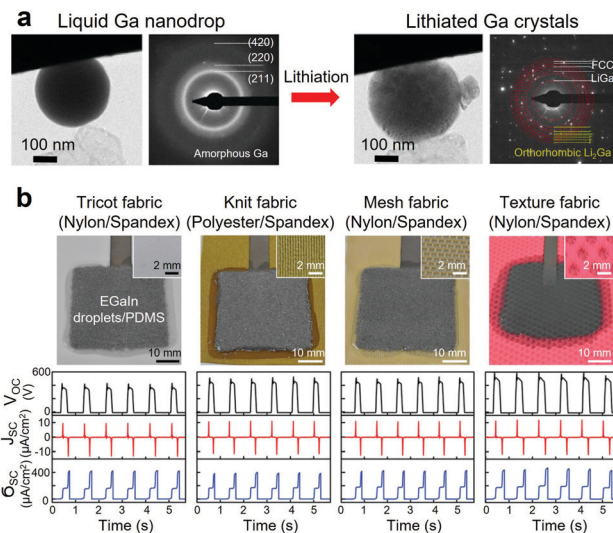 a
Liquid Ga nanodrop
Lithiated Ga crystals
(420)
(220)
(211)
Amorphous Ga
100 nm
Lithiation
FCC
LiGa
Orthorhombic Li₂Ga
100 nm
b
Tricot fabric
(Nylon/Spandex)
Knit fabric
(Polyester/Spandex)
Mesh fabric
(Nylon/Spandex)
Texture fabric
(Nylon/Spandex)
2 mm
2 mm
2 mm
2 mm
EGaIn
droplets/PDMS
10 mm
10 mm
10 mm
10 mm
V_OC
(V)
600
0
J_SC
(μA/cm²)
10
0
-10
σ_SC
(μA/cm²)
400
200
0
0 1 2 3 4 5
0 1 2 3 4 5
0 1 2 3 4 5
0 1 2 3 4 5
Time (s)
Time (s)
Time (s)
Time (s)